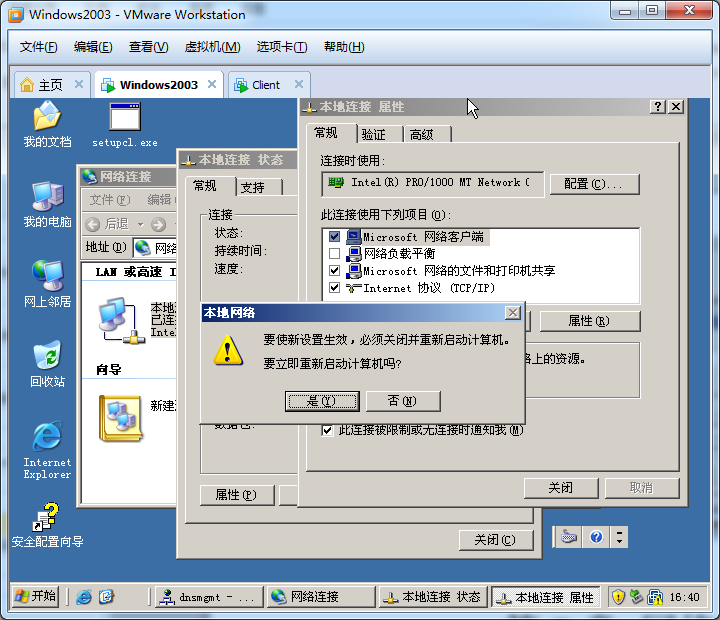 Windows2003 - VMware Workstation
文件(F) 编辑(E) 查看(V) 虚拟机(M) 选项卡(T) 帮助(H)
主页 Windows2003 Client
我的文档
setupcl.exe
我的电脑
网上邻居
回收站
Internet
Explorer
安全配置向导
网络连接
文件(F) 编辑
后退
地址(D) 网络
LAN 或高速 I
本地
已连
Intel
向导
新建
本地连接 状态
常规 支持
连接
状态:
持续时间:
速度:
数据包:
属性(P)
关闭(C)
本地连接 属性
常规 验证 高级
连接时使用:
Intel(R) PRO/1000 MT Network C
配置(C)...
此连接使用下列项目(O):
Microsoft 网络客户端
网络负载平衡
Microsoft 网络的文件和打印机共享
Internet 协议 (TCP/IP)
属性(R)
络上的资源。
此连接被限制或无连接时通知我(M)
关闭 取消
本地网络
要使新设置生效，必须关闭并重新启动计算机。
要立即重新启动计算机吗?
是(Y) 否(N)
开始 dnsmgmt - ... 网络连接 本地连接 状态 本地连接 属性 16:40